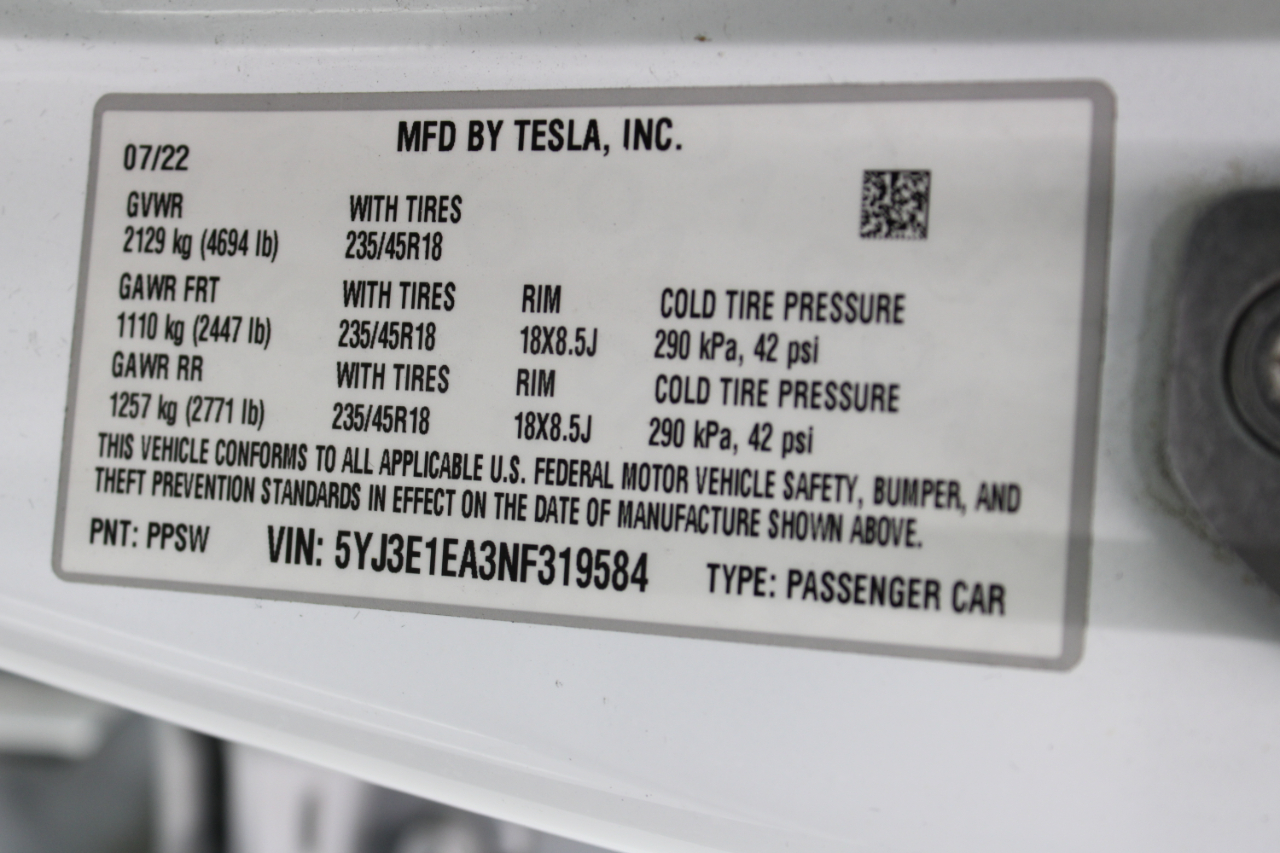 MFD BY TESLA, INC.
07/22
GVWR WITH TIRES
2129 kg (4694 lb) 235/45R18
GAWR FRT WITH TIRES RIM COLD TIRE PRESSURE
1110 kg (2447 lb) 235/45R18 18X8.5J 290 kPa, 42 psi
GAWR RR WITH TIRES RIM COLD TIRE PRESSURE
1257 kg (2771 lb) 235/45R18 18X8.5J 290 kPa, 42 psi
THIS VEHICLE CONFORMS TO ALL APPLICABLE U.S. FEDERAL MOTOR VEHICLE SAFETY, BUMPER, AND
THEFT PREVENTION STANDARDS IN EFFECT ON THE DATE OF MANUFACTURE SHOWN ABOVE.
PNT: PPSW VIN: 5YJ3E1EA3NF319584 TYPE: PASSENGER CAR